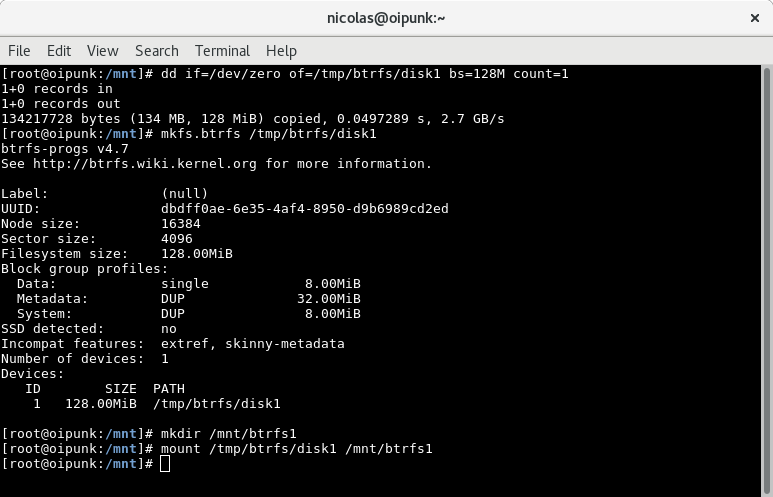 nicolas@oipunk:~
File Edit View Search Terminal Help
[root@oipunk:/mnt]# dd if=/dev/zero of=/tmp/btrfs/disk1 bs=128M count=1
1+0 records in
1+0 records out
134217728 bytes (134 MB, 128 MiB) copied, 0.0497289 s, 2.7 GB/s
[root@oipunk:/mnt]# mkfs.btrfs /tmp/btrfs/disk1
btrfs-progs v4.7
See http://btrfs.wiki.kernel.org for more information.
Label:              (null)
UUID:               dbdff0ae-6e35-4af4-8950-d9b6989cd2ed
Node size:          16384
Sector size:        4096
Filesystem size:    128.00MiB
Block group profiles:
  Data:             single            8.00MiB
  Metadata:         DUP              32.00MiB
  System:           DUP               8.00MiB
SSD detected:       no
Incompat features:  extref, skinny-metadata
Number of devices:  1
Devices:
   ID        SIZE  PATH
    1   128.00MiB  /tmp/btrfs/disk1
[root@oipunk:/mnt]# mkdir /mnt/btrfs1
[root@oipunk:/mnt]# mount /tmp/btrfs/disk1 /mnt/btrfs1
[root@oipunk:/mnt]#